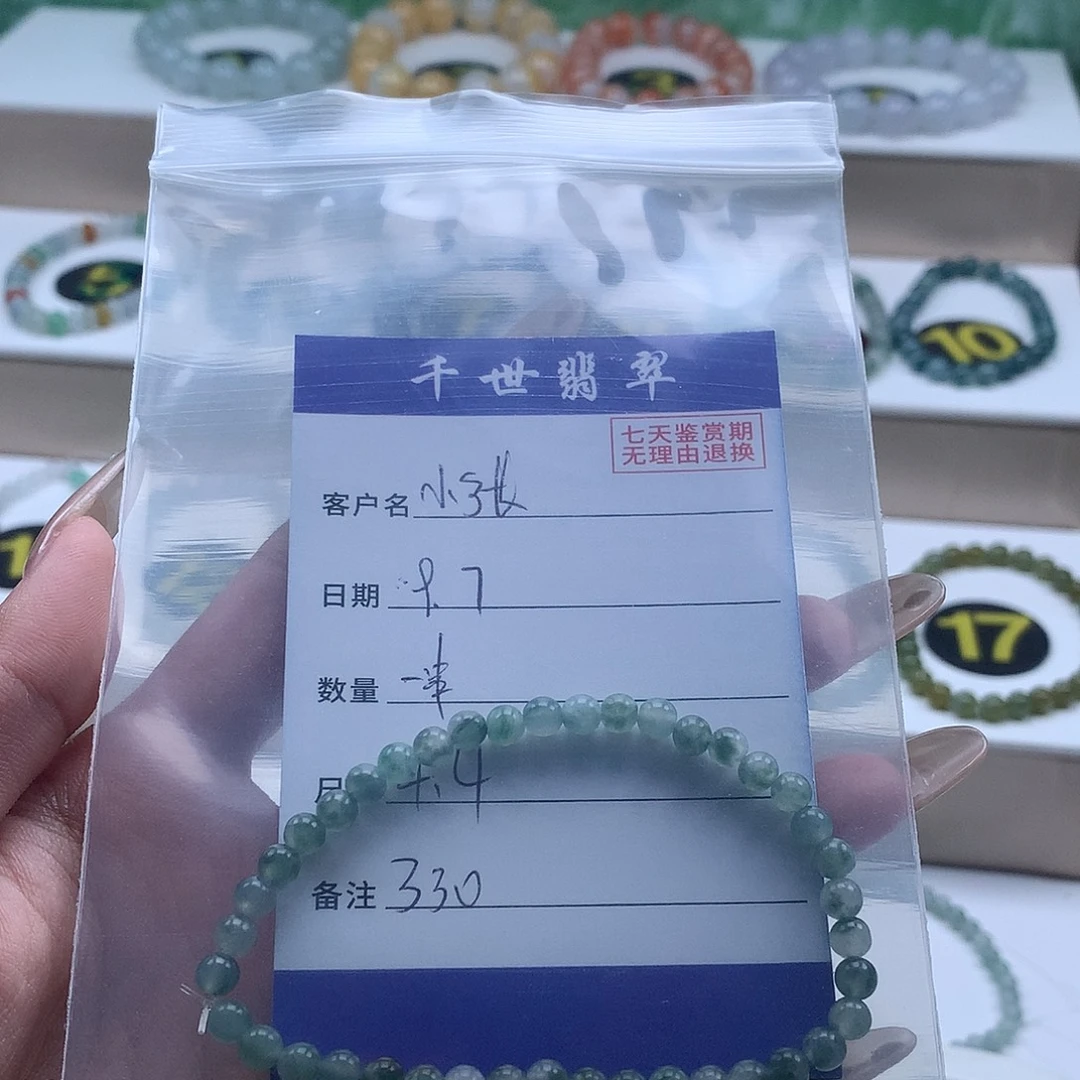 千世翡翠
七天鉴赏期
无理由退换
客户名 小张
日期 7
数量 一串
尺
备注 330
10
17